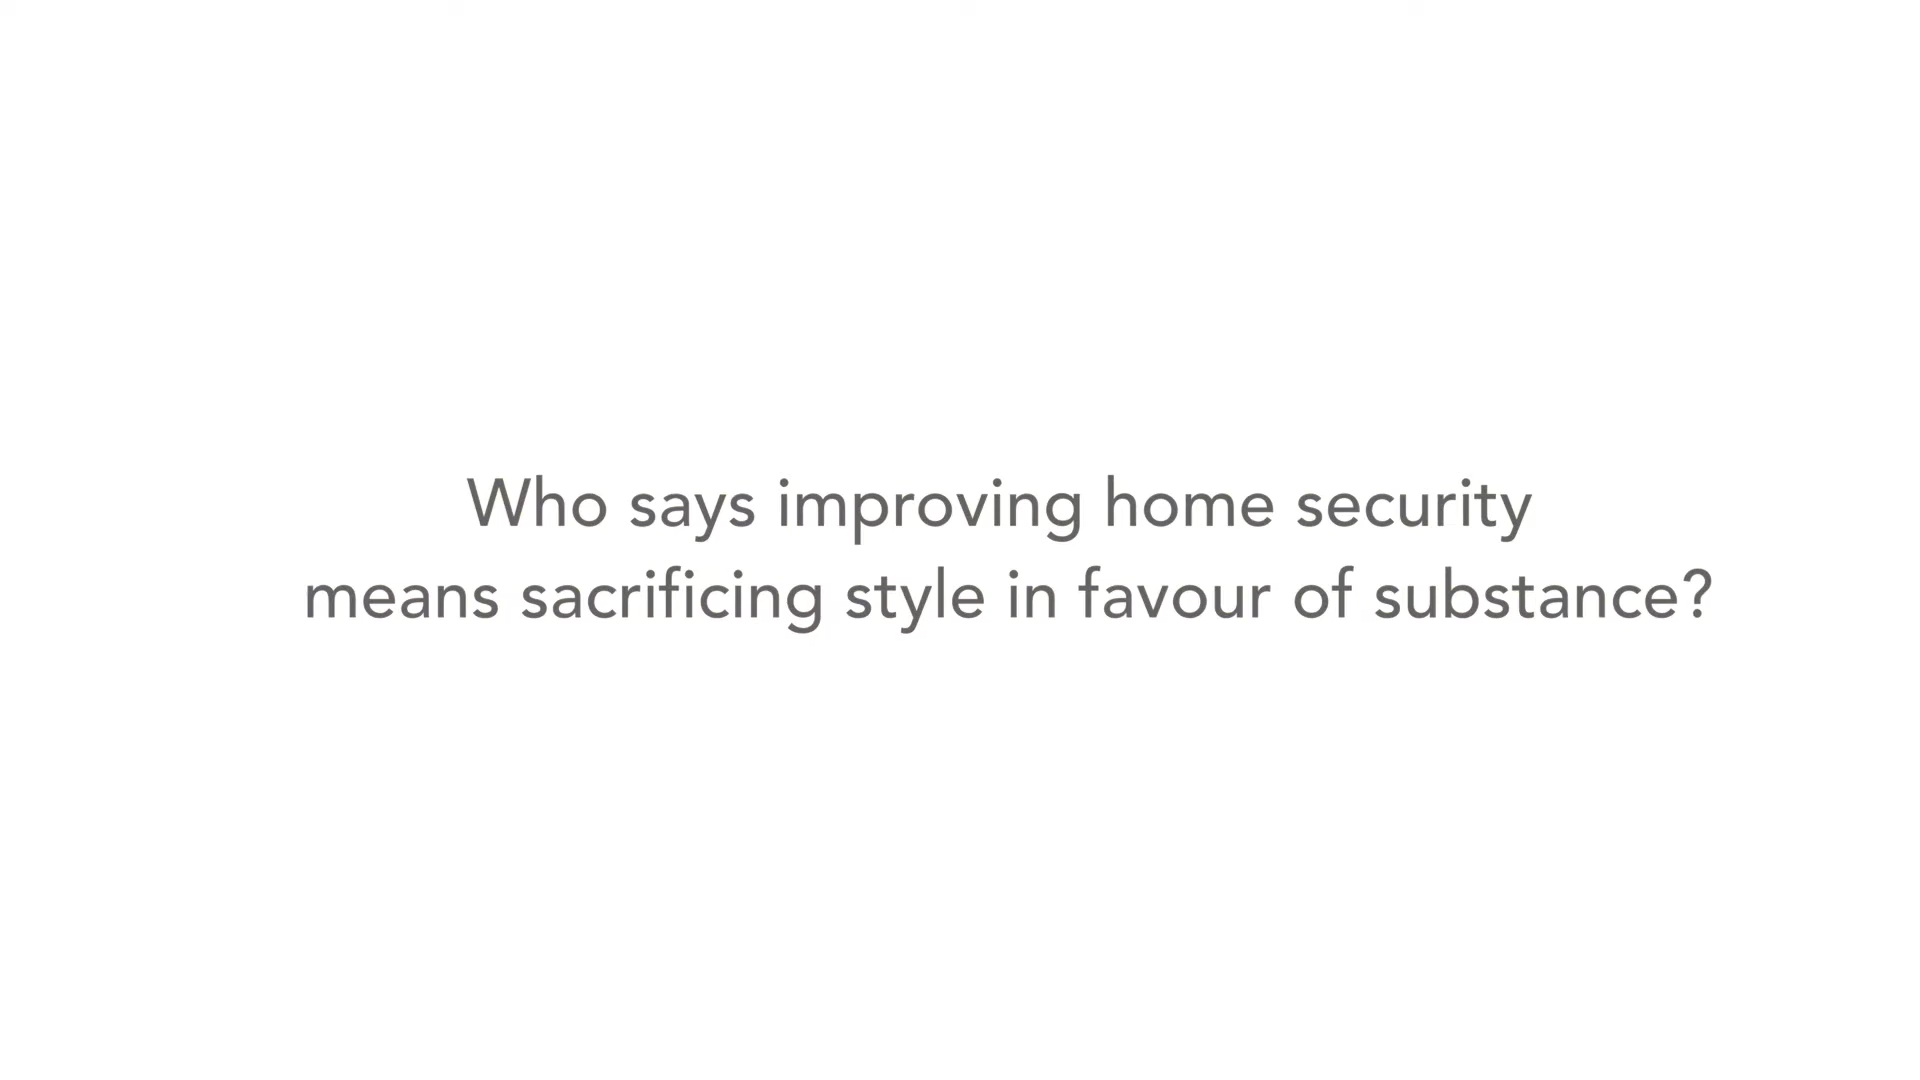 Who says improving home security
means sacrificing style in favour of substance?